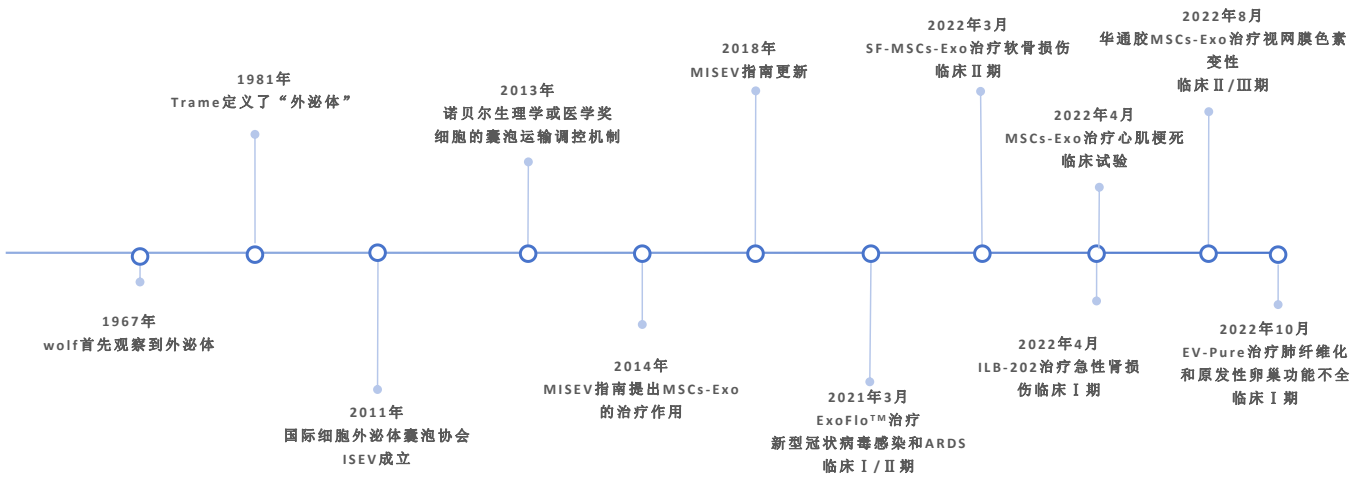 1967年
wolf首先观察到外泌体
1981年
Trame定义了“外泌体”
2011年
国际细胞外泌体囊泡协会
ISEV成立
2013年
诺贝尔生理学或医学奖
细胞的囊泡运输调控机制
2014年
MISEV指南提出MSCs-Exo
的治疗作用
2018年
MISEV指南更新
2021年3月
ExoFlo™治疗
新型冠状病毒感染和ARDS
临床Ⅰ/Ⅱ期
2022年3月
SF-MSCs-Exo治疗软骨损伤
临床Ⅱ期
2022年4月
MSCs-Exo治疗心肌梗死
临床试验
2022年4月
ILB-202治疗急性肾损
伤临床Ⅰ期
2022年8月
华通胶MSCs-Exo治疗视网膜色素
变性
临床Ⅱ/Ⅲ期
2022年10月
EV-Pure治疗肺纤维化
和原发性卵巢功能不全
临床Ⅰ期